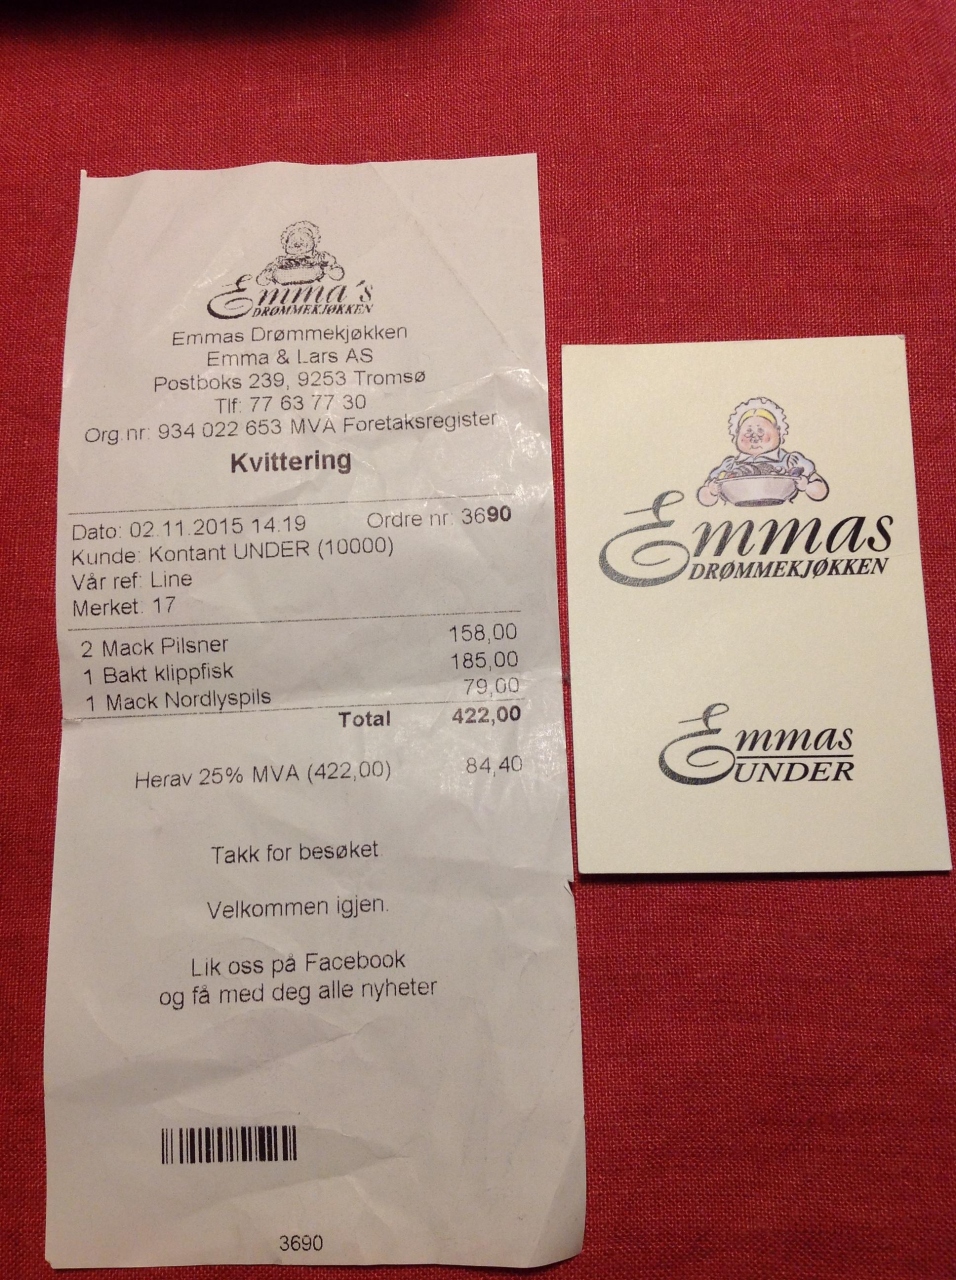 Emma's
DRØMMEKJØKKEN
Emmas Drømmekjøkken
Emma & Lars AS
Postboks 239, 9253 Tromsø
Tlf: 77 63 77 30
Org.nr: 934 022 653 MVA Foretaksregister
Kvittering
Dato: 02.11.2015 14.19 Ordre nr: 3690
Kunde: Kontant UNDER (10000)
Vår ref: Line
Merket: 17
2 Mack Pilsner 158,00
1 Bakt klippfisk 185,00
1 Mack Nordlyspils 79,00
Total 422,00
Herav 25% MVA (422,00) 84,40
Takk for besøket.
Velkommen igjen.
Lik oss på Facebook
og få med deg alle nyheter
3690
Emmas
DRØMMEKJØKKEN
Emmas
UNDER